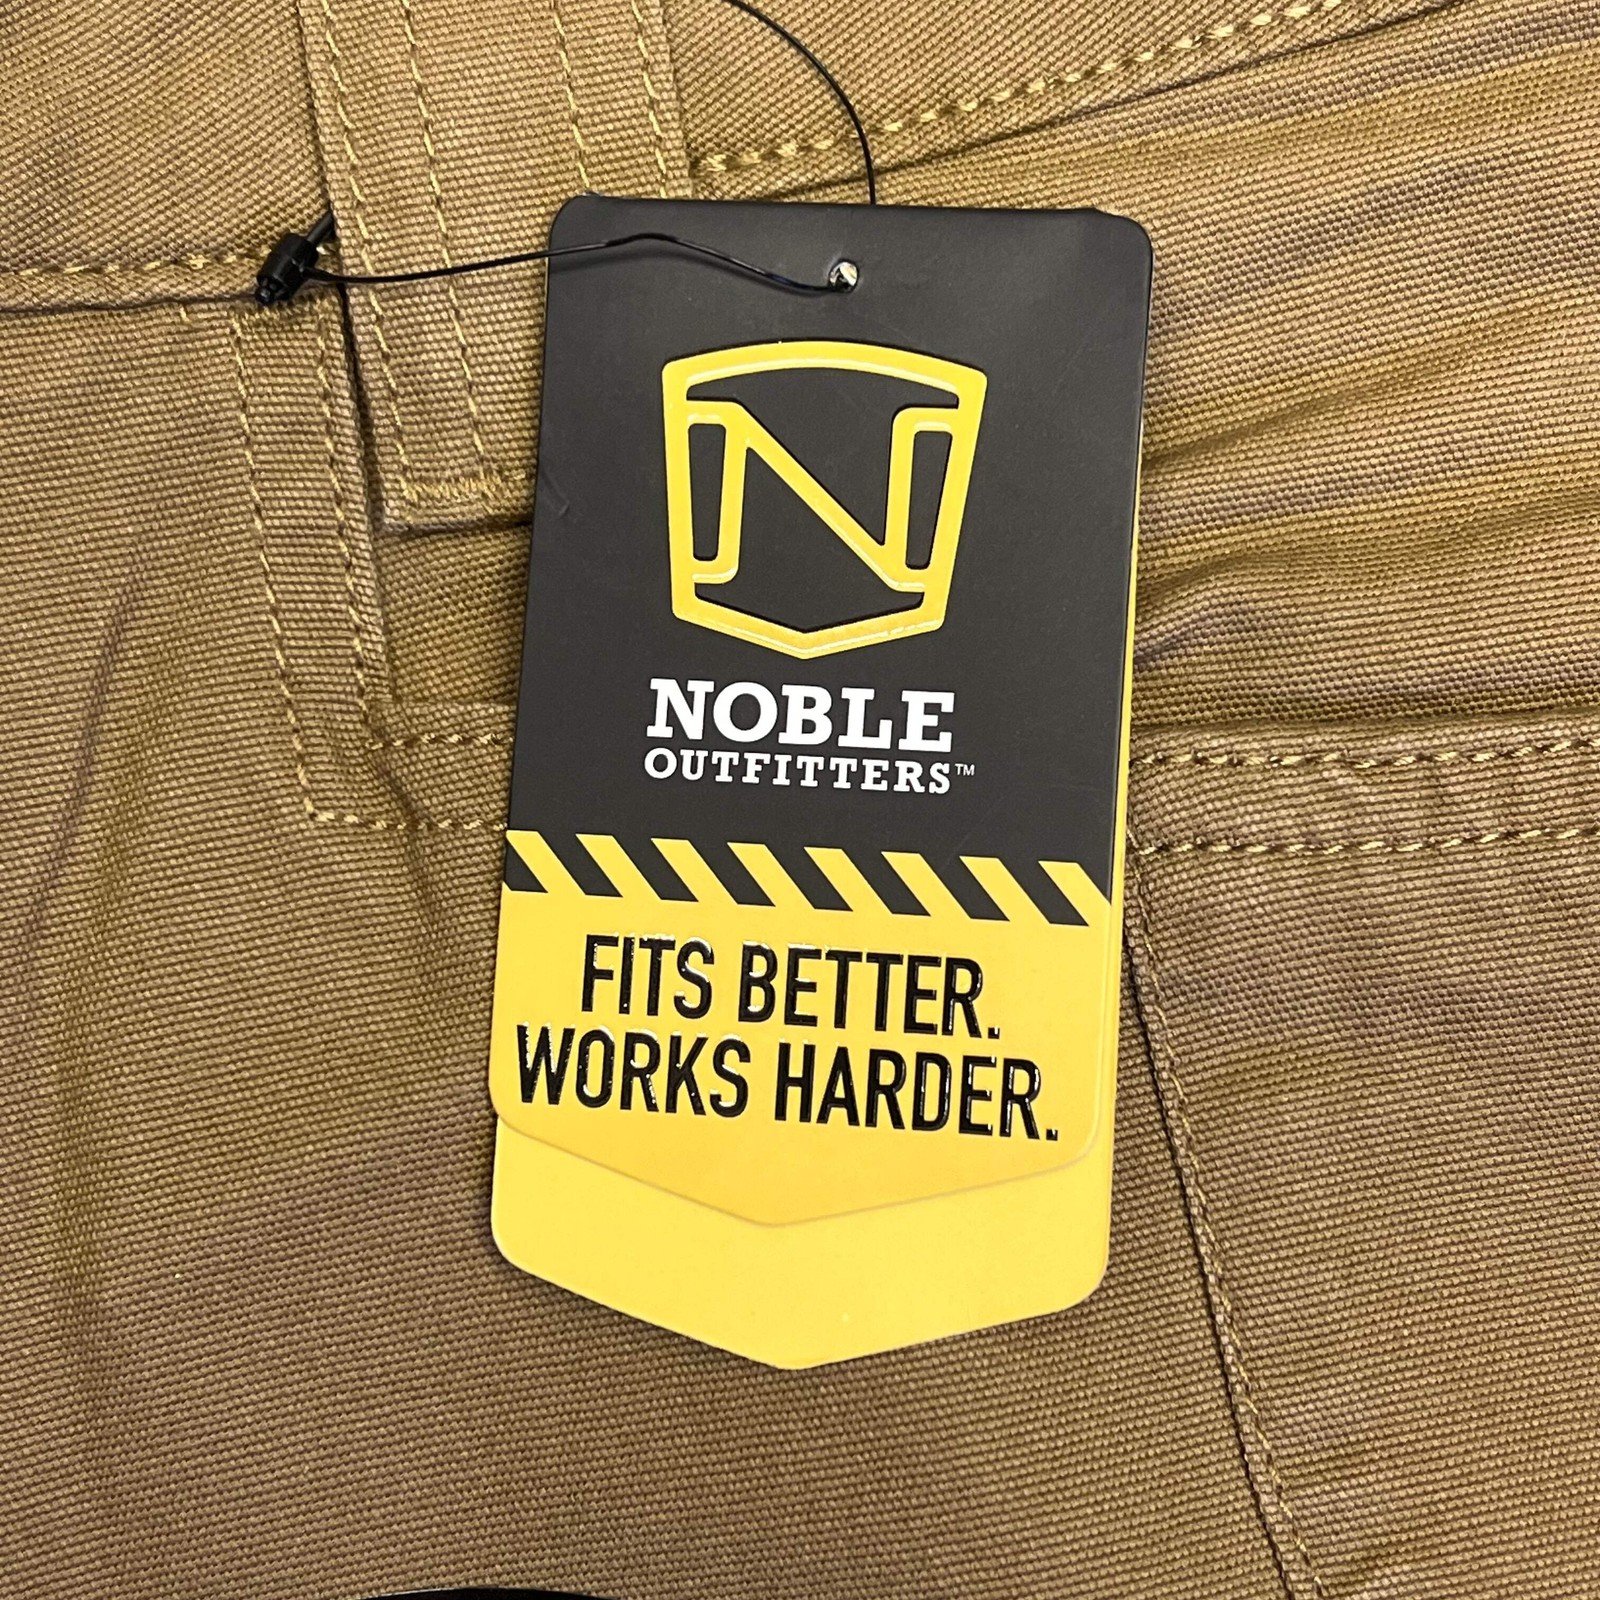 N
NOBLE
OUTFITTERS™
FITS BETTER.
WORKS HARDER.